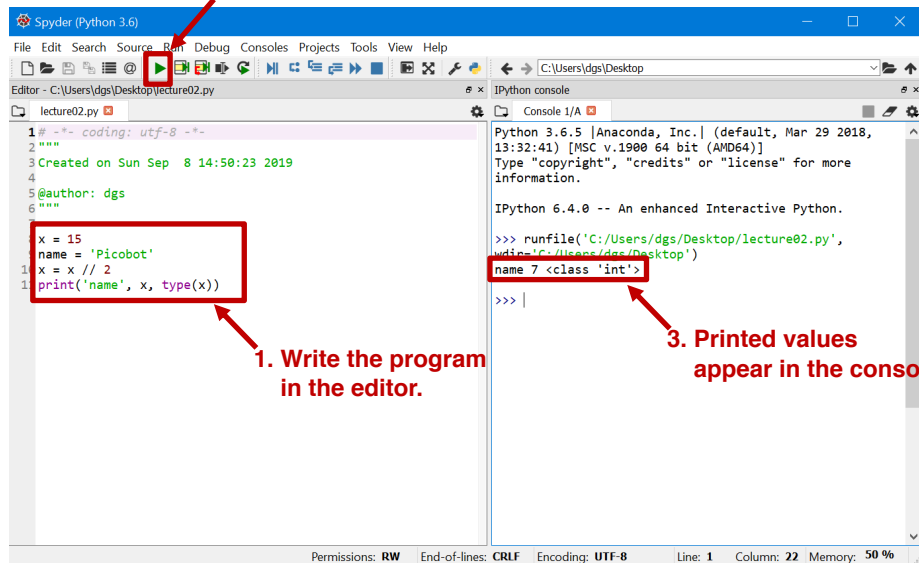 Spyder (Python 3.6)
File Edit Search Source Run Debug Consoles Projects Tools View Help
C:\Users\dgs\Desktop
Editor - C:\Users\dgs\Desktop\lecture02.py
IPython console
lecture02.py
Console 1/A
1 # -*- coding: utf-8 -*-
2 """
3 Created on Sun Sep  8 14:50:23 2019
4
5 @author: dgs
6 """
7
8 x = 15
9 name = 'Picobot'
10 x = x // 2
11 print('name', x, type(x))
1. Write the program
in the editor.
Python 3.6.5 |Anaconda, Inc.| (default, Mar 29 2018,
13:32:41) [MSC v.1900 64 bit (AMD64)]
Type "copyright", "credits" or "license" for more
information.
IPython 6.4.0 -- An enhanced Interactive Python.
>>> runfile('C:/Users/dgs/Desktop/lecture02.py',
wdir='C:/Users/dgs/Desktop')
name 7 <class 'int'>
>>>
3. Printed values
appear in the conso
Permissions: RW End-of-lines: CRLF Encoding: UTF-8 Line: 1 Column: 22 Memory: 50 %